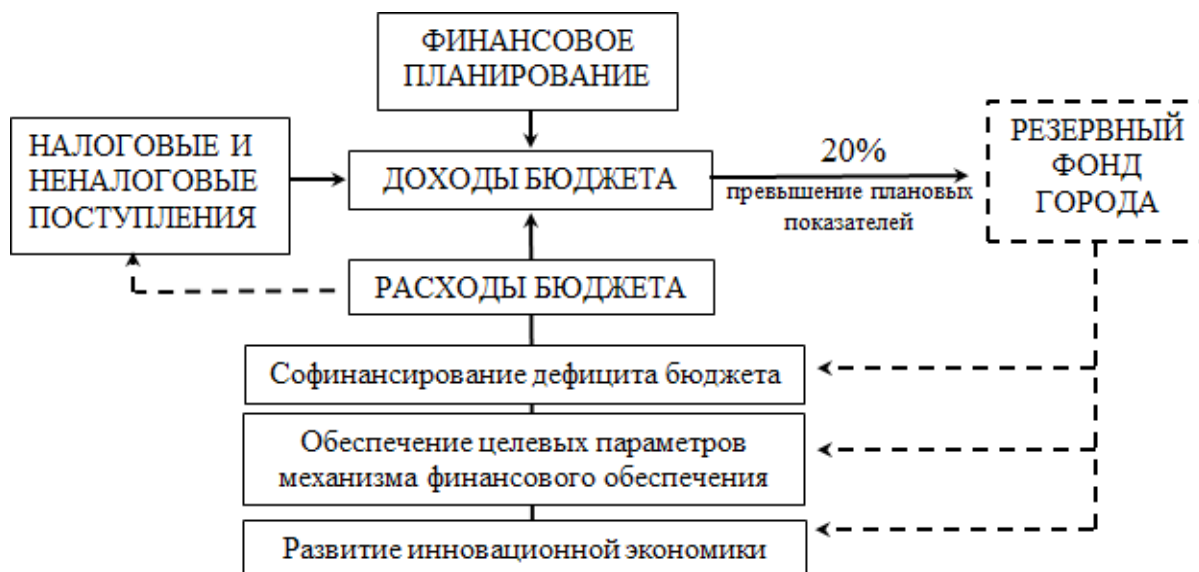 ФИНАНСОВОЕ
ПЛАНИРОВАНИЕ
НАЛОГОВЫЕ И
НЕНАЛОГОВЫЕ
ПОСТУПЛЕНИЯ
ДОХОДЫ БЮДЖЕТА
20%
превышение плановых
показателей
РЕЗЕРВНЫЙ
ФОНД
ГОРОДА
РАСХОДЫ БЮДЖЕТА
Софинансирование дефицита бюджета
Обеспечение целевых параметров
механизма финансового обеспечения
Развитие инновационной экономики